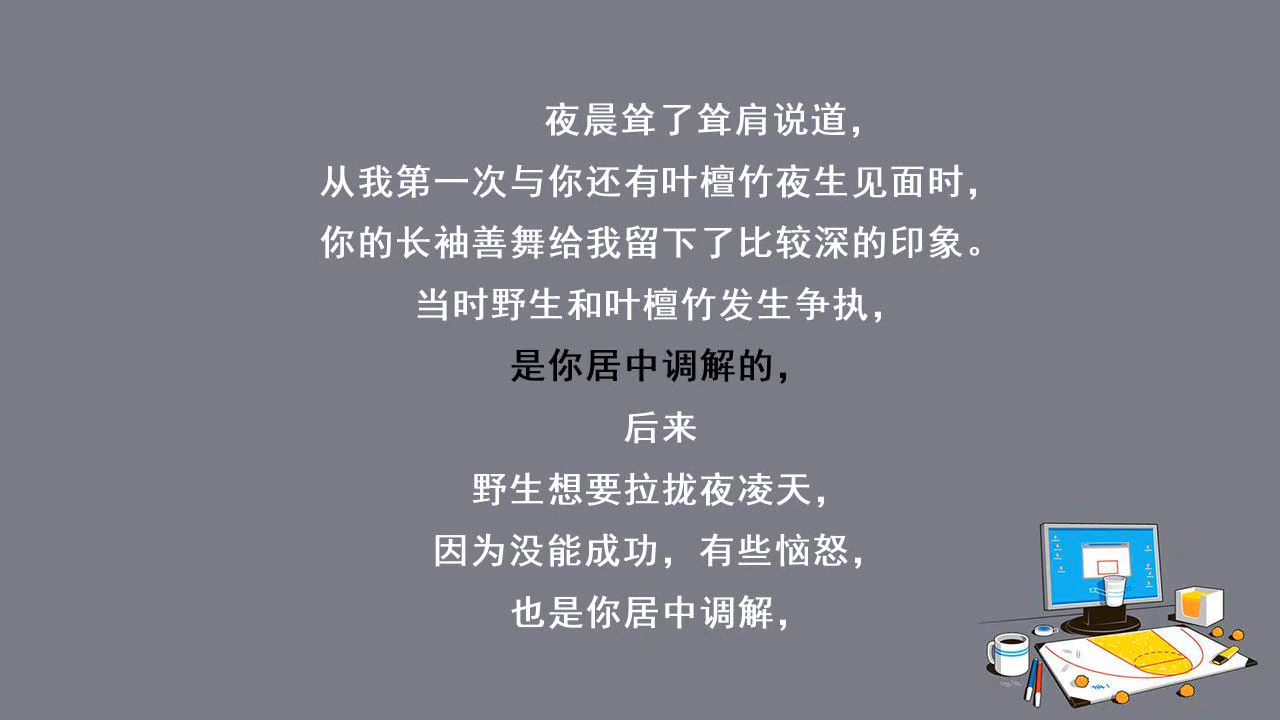 夜晨耸了耸肩说道，
从我第一次与你还有叶檀竹夜生见面时，
你的长袖善舞给我留下了比较深的印象。
当时野生和叶檀竹发生争执，
是你居中调解的，
后来
野生想要拉拢夜凌天，
因为没能成功，有些恼怒，
也是你居中调解，